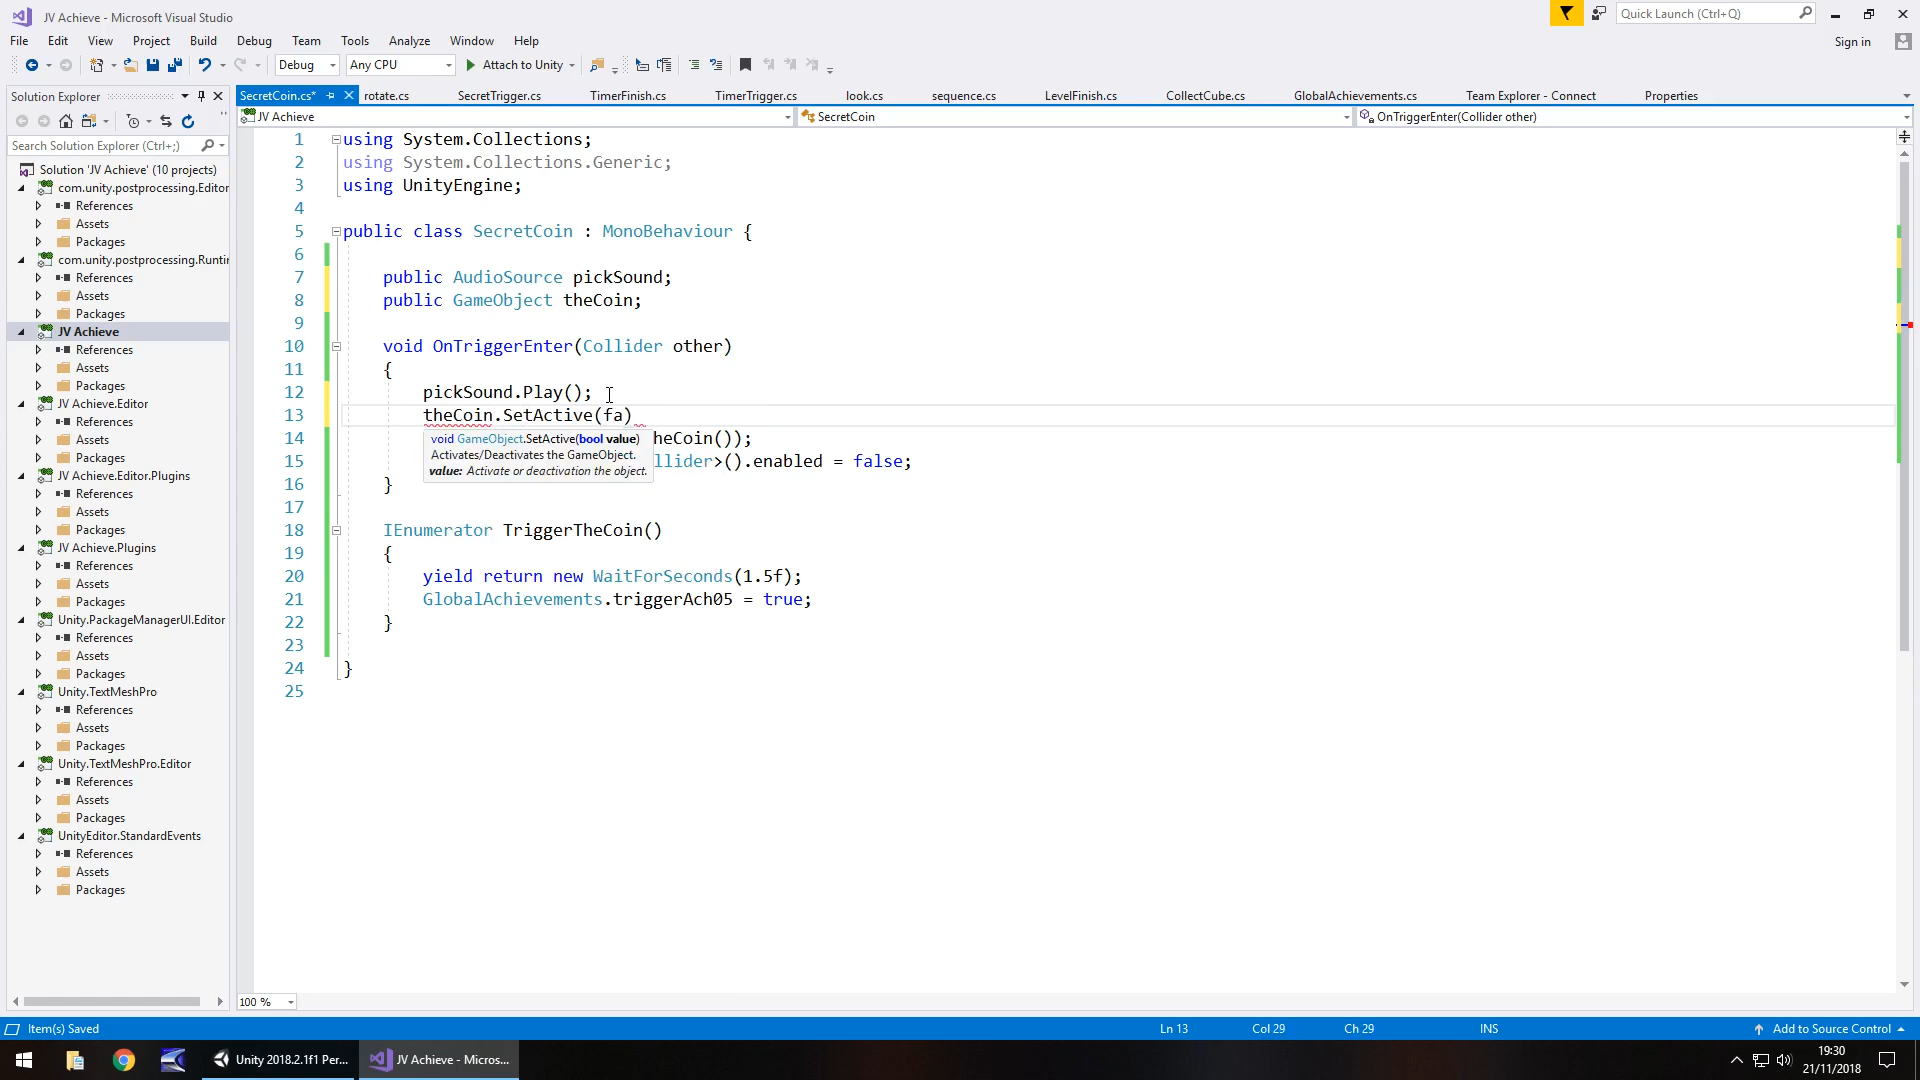 JV Achieve - Microsoft Visual Studio
Quick Launch (Ctrl+Q)
File Edit View Project Build Debug Team Tools Analyze Window Help
Sign in
Debug Any CPU Attach to Unity
Solution Explorer
SecretCoin.cs* rotate.cs SecretTrigger.cs TimerFinish.cs TimerTrigger.cs look.cs sequence.cs LevelFinish.cs CollectCube.cs GlobalAchievements.cs Team Explorer - Connect Properties
JV Achieve SecretCoin OnTriggerEnter(Collider other)
Search Solution Explorer (Ctrl+;)
Solution 'JV Achieve' (10 projects)
com.unity.postprocessing.Editor
References
Assets
Packages
com.unity.postprocessing.Runtir
References
Assets
Packages
JV Achieve
References
Assets
Packages
JV Achieve.Editor
References
Assets
Packages
JV Achieve.Editor.Plugins
References
Assets
Packages
JV Achieve.Plugins
References
Assets
Packages
Unity.PackageManagerUI.Editor
References
Assets
Packages
Unity.TextMeshPro
References
Assets
Packages
Unity.TextMeshPro.Editor
References
Assets
Packages
UnityEditor.StandardEvents
References
Assets
Packages
1 using System.Collections;
2 using System.Collections.Generic;
3 using UnityEngine;
4
5 public class SecretCoin : MonoBehaviour {
6
7 public AudioSource pickSound;
8 public GameObject theCoin;
9
10 void OnTriggerEnter(Collider other)
11 {
12 pickSound.Play();
13 theCoin.SetActive(fa)
14 heCoin());
15 llider>().enabled = false;
void GameObject.SetActive(bool value)
Activates/Deactivates the GameObject.
value: Activate or deactivation the object.
16 }
17
18 IEnumerator TriggerTheCoin()
19 {
20 yield return new WaitForSeconds(1.5f);
21 GlobalAchievements.triggerAch05 = true;
22 }
23
24 }
25
100 %
Item(s) Saved Ln 13 Col 29 Ch 29 INS Add to Source Control
Unity 2018.2.1f1 Per... JV Achieve - Micros...
19:30
21/11/2018